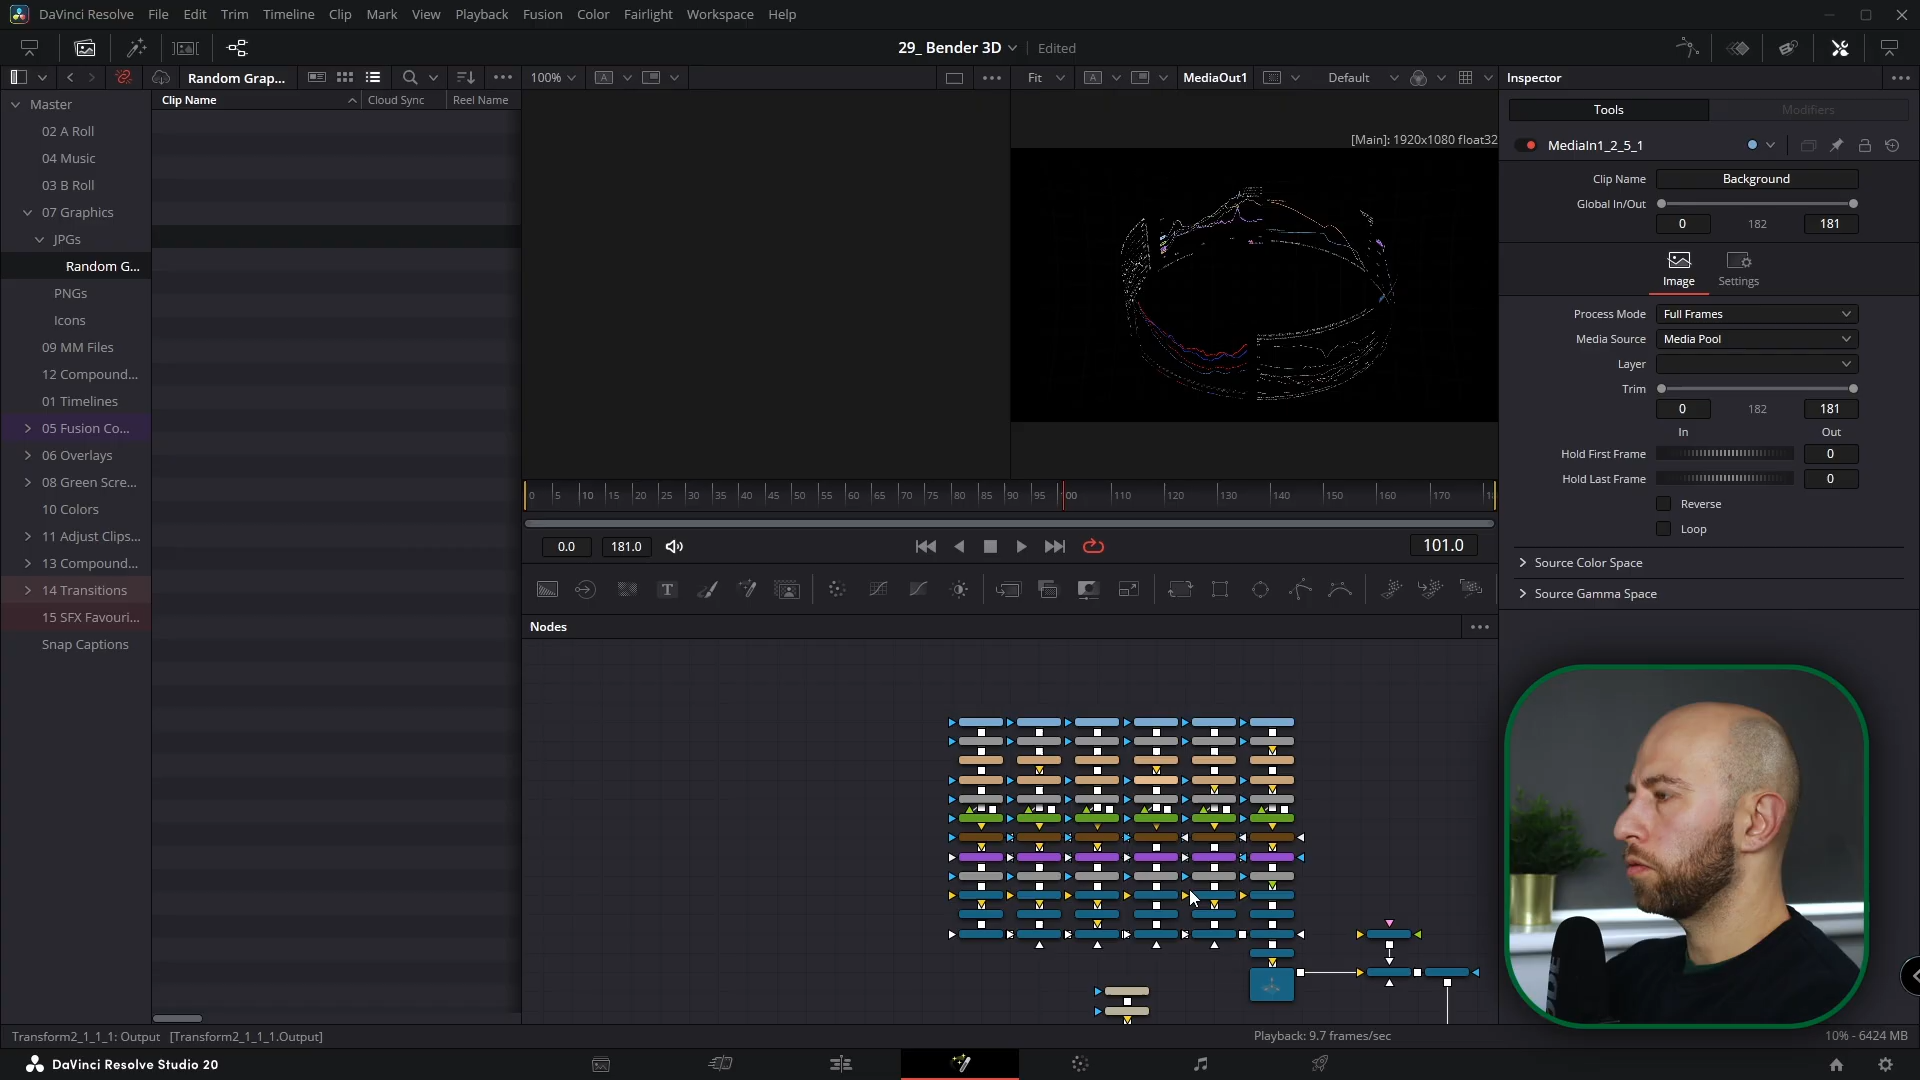 DaVinci Resolve File Edit Trim Timeline Clip Mark View Playback Fusion Color Fairlight Workspace Help
29_ Bender 3D Edited
Random Grap... 100% Fit MediaOut1 Default Inspector
Clip Name Cloud Sync Reel Name
Master
02 A Roll
04 Music
03 B Roll
07 Graphics
JPGs
Random G...
PNGs
Icons
09 MM Files
12 Compound...
01 Timelines
05 Fusion Co...
06 Overlays
08 Green Scre...
10 Colors
11 Adjust Clips...
13 Compound...
14 Transitions
15 SFX Favouri...
Snap Captions
[Main]: 1920x1080 float32
0 5 10 15 20 25 30 35 40 45 50 55 60 65 70 75 80 85 90 95 00 110 120 130 140 150 160 170
0.0 181.0 101.0
Nodes
Tools Modifiers
MediaIn1_2_5_1
Clip Name Background
Global In/Out
0 182 181
Image Settings
Process Mode Full Frames
Media Source Media Pool
Layer
Trim
0 182 181
In Out
Hold First Frame 0
Hold Last Frame 0
Reverse
Loop
Source Color Space
Source Gamma Space
Transform2_1_1_1: Output [Transform2_1_1_1.Output] Playback: 9.7 frames/sec 10% - 6424 MB
DaVinci Resolve Studio 20